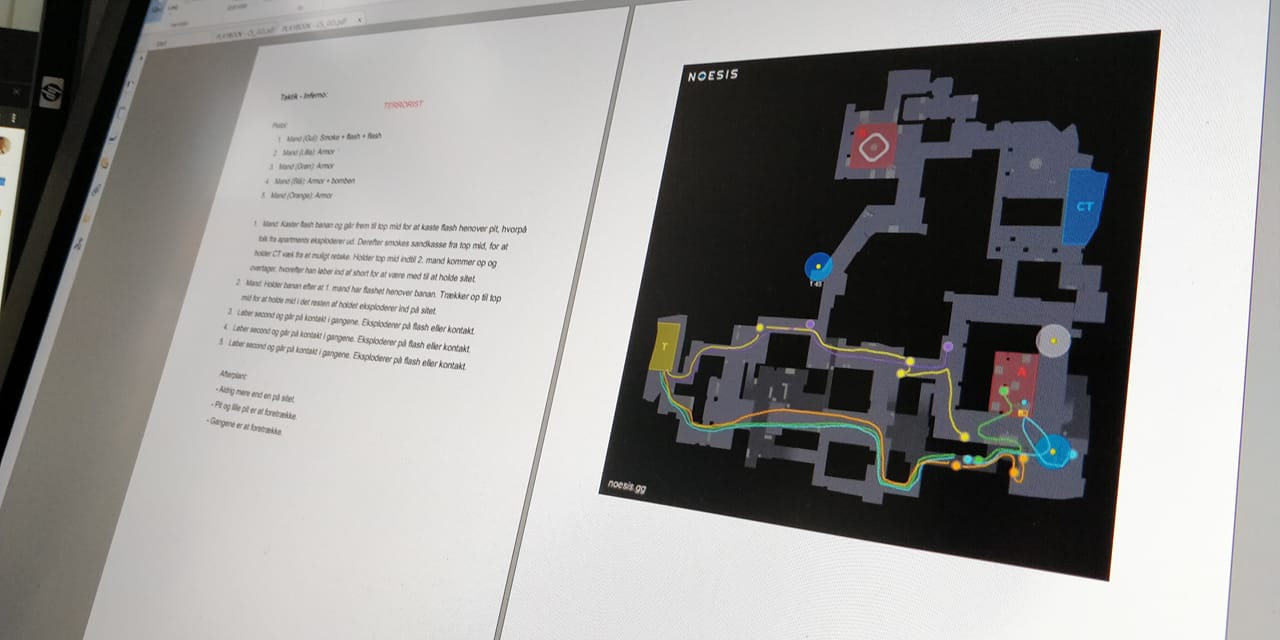 PLAYBOOK - CS_GO.pdf
PLAYBOOK - CS_GO.pdf
x
Taktik - Inferno:
TERRORIST
Pistol:
1. Mand (Gul): Smoke + flash + flash
2. Mand (Lilla): Armor
3. Mand (Grøn): Armor
4. Mand (Blå): Armor + bomben
5. Mand (Orange): Armor
1. Mand: Kaster flash banan og går frem til top mid for at kaste flash henover pit, hvorpå
folk fra apartments eksploderer ud. Derefter smokes sandkasse fra top mid, for at
holder CT væk fra et muligt retake. Holder top mid indtil 2. mand kommer op og
overtager, hvorefter han løber ind af short for at være med til at holde sitet.
2. Mand: Holder banan efter at 1. mand har flashet henover banan. Trækker op til top
mid for at holde mid i det resten af holdet eksploderer ind på sitet.
3. Løber second og går på kontakt i gangene. Eksploderer på flash eller kontakt.
4. Løber second og går på kontakt i gangene. Eksploderer på flash eller kontakt.
5. Løber second og går på kontakt i gangene. Eksploderer på flash eller kontakt.
Afterplant:
- Aldrig mere end en på sitet.
- Pit og lille pit er at foretrække.
- Gangene er at foretrække.
NOESIS
CT
T
A
noesis.gg